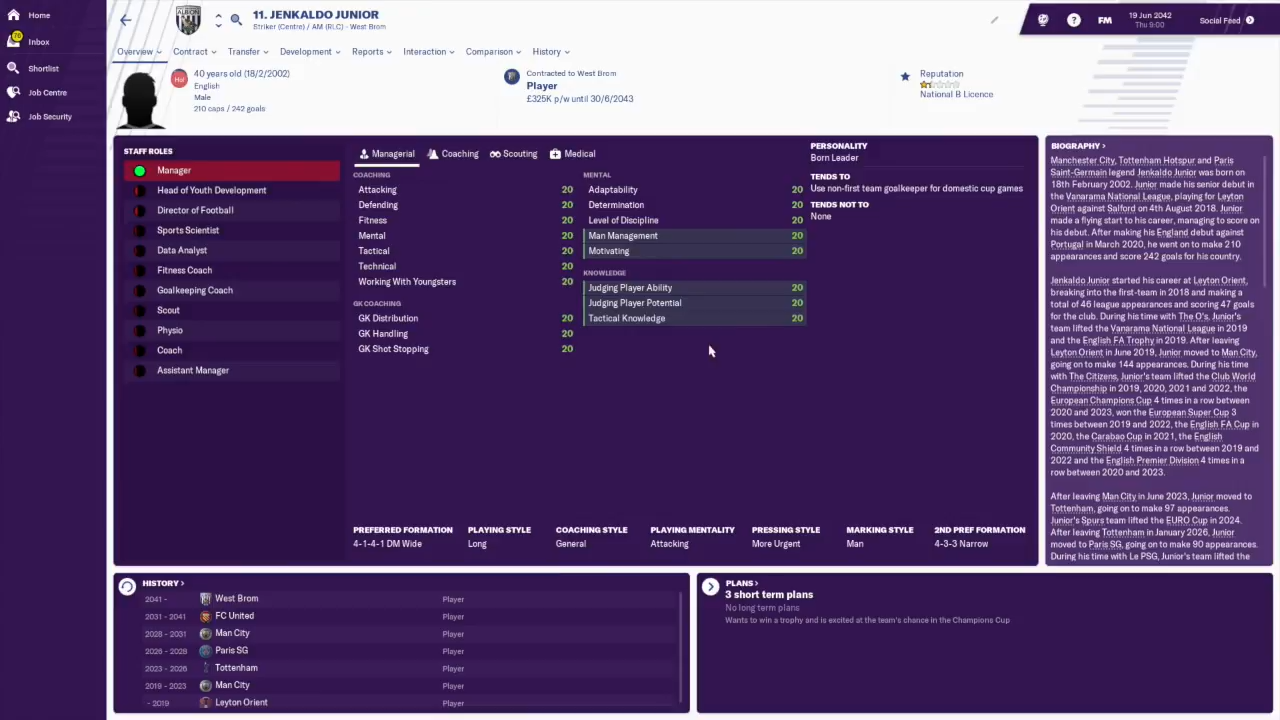 Home
76
Inbox
Shortlist
Job Centre
Job Security
11. JENKALDO JUNIOR
Striker (Centre) / AM (RLC) - West Brom
FM
19 Jun 2042
Thu 9:00
Social Feed
Overview
Contract
Transfer
Development
Reports
Interaction
Comparison
History
Hol
40 years old (18/2/2002)
English
Male
210 caps / 242 goals
Contracted to West Brom
Player
£325K p/w until 30/6/2043
Reputation
National B Licence
STAFF ROLES
Manager
Head of Youth Development
Director of Football
Sports Scientist
Data Analyst
Fitness Coach
Goalkeeping Coach
Scout
Physio
Coach
Assistant Manager
Managerial
Coaching
Scouting
Medical
COACHING
Attacking 20
Defending 20
Fitness 20
Mental 20
Tactical 20
Technical 20
Working With Youngsters 20
GK COACHING
GK Distribution 20
GK Handling 20
GK Shot Stopping 20
MENTAL
Adaptability 20
Determination 20
Level of Discipline 20
Man Management 20
Motivating 20
KNOWLEDGE
Judging Player Ability 20
Judging Player Potential 20
Tactical Knowledge 20
PERSONALITY
Born Leader
TENDS TO
Use non-first team goalkeeper for domestic cup games
TENDS NOT TO
None
PREFERRED FORMATION
4-1-4-1 DM Wide
PLAYING STYLE
Long
COACHING STYLE
General
PLAYING MENTALITY
Attacking
PRESSING STYLE
More Urgent
MARKING STYLE
Man
2ND PREF FORMATION
4-3-3 Narrow
BIOGRAPHY >
Manchester City, Tottenham Hotspur and Paris
Saint-Germain legend Jenkaldo Junior was born on
18th February 2002. Junior made his senior debut in
the Vanarama National League, playing for Leyton
Orient against Salford on 4th August 2018. Junior
made a flying start to his career, managing to score on
his debut. After making his England debut against
Portugal in March 2020, he went on to make 210
appearances and score 242 goals for his country.
Jenkaldo Junior started his career at Leyton Orient,
breaking into the first-team in 2018 and making a
total of 46 league appearances and scoring 47 goals
for the club. During his time with The O's, Junior's
team lifted the Vanarama National League in 2019
and the English FA Trophy in 2019. After leaving
Leyton Orient in June 2019, Junior moved to Man City,
going on to make 144 appearances. During his time
with The Citizens, Junior's team lifted the Club World
Championship in 2019, 2020, 2021 and 2022, the
European Champions Cup 4 times in a row between
2020 and 2023, won the European Super Cup 3
times between 2019 and 2022, the English FA Cup in
2020, the Carabao Cup in 2021, the English
Community Shield 4 times in a row between 2019 and
2022 and the English Premier Division 4 times in a
row between 2020 and 2023.
After leaving Man City in June 2023, Junior moved to
Tottenham, going on to make 97 appearances.
Junior's Spurs team lifted the EURO Cup in 2024.
After leaving Tottenham in January 2026, Junior
moved to Paris SG, going on to make 90 appearances.
During his time with Le PSG, Junior's team lifted the
HISTORY >
2041 - West Brom Player
2031 - 2041 FC United Player
2028 - 2031 Man City Player
2026 - 2028 Paris SG Player
2023 - 2026 Tottenham Player
2019 - 2023 Man City Player
- 2019 Leyton Orient Player
PLANS >
3 short term plans
No long term plans
Wants to win a trophy and is excited at the team's chance in the Champions Cup